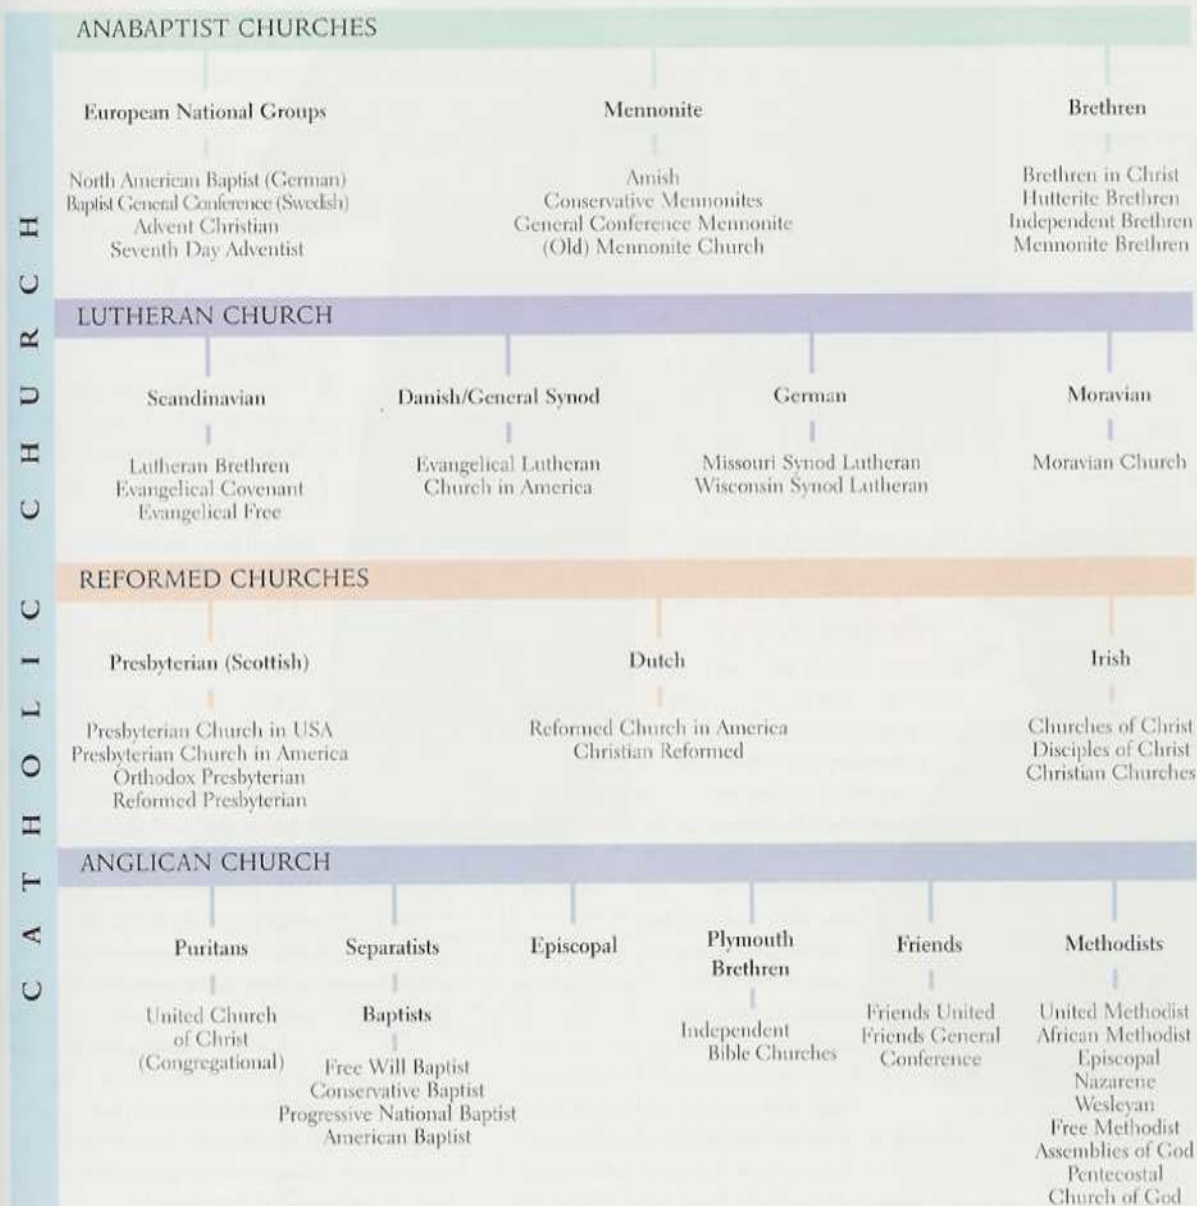 CATHOLIC CHURCH
ANABAPTIST CHURCHES
European National Groups
North American Baptist (German)
Baptist General Conference (Swedish)
Advent Christian
Seventh Day Adventist
Mennonite
Amish
Conservative Mennonites
General Conference Mennonite
(Old) Mennonite Church
Brethren
Brethren in Christ
Hutterite Brethren
Independent Brethren
Mennonite Brethren
LUTHERAN CHURCH
Scandinavian
Lutheran Brethren
Evangelical Covenant
Evangelical Free
Danish/General Synod
Evangelical Lutheran
Church in America
German
Missouri Synod Lutheran
Wisconsin Synod Lutheran
Moravian
Moravian Church
REFORMED CHURCHES
Presbyterian (Scottish)
Presbyterian Church in USA
Presbyterian Church in America
Orthodox Presbyterian
Reformed Presbyterian
Dutch
Reformed Church in America
Christian Reformed
Irish
Churches of Christ
Disciples of Christ
Christian Churches
ANGLICAN CHURCH
Puritans
United Church
of Christ
(Congregational)
Separatists
Baptists
Free Will Baptist
Conservative Baptist
Progressive National Baptist
American Baptist
Episcopal
Plymouth
Brethren
Independent
Bible Churches
Friends
Friends United
Friends General
Conference
Methodists
United Methodist
African Methodist
Episcopal
Nazarene
Wesleyan
Free Methodist
Assemblies of God
Pentecostal
Church of God